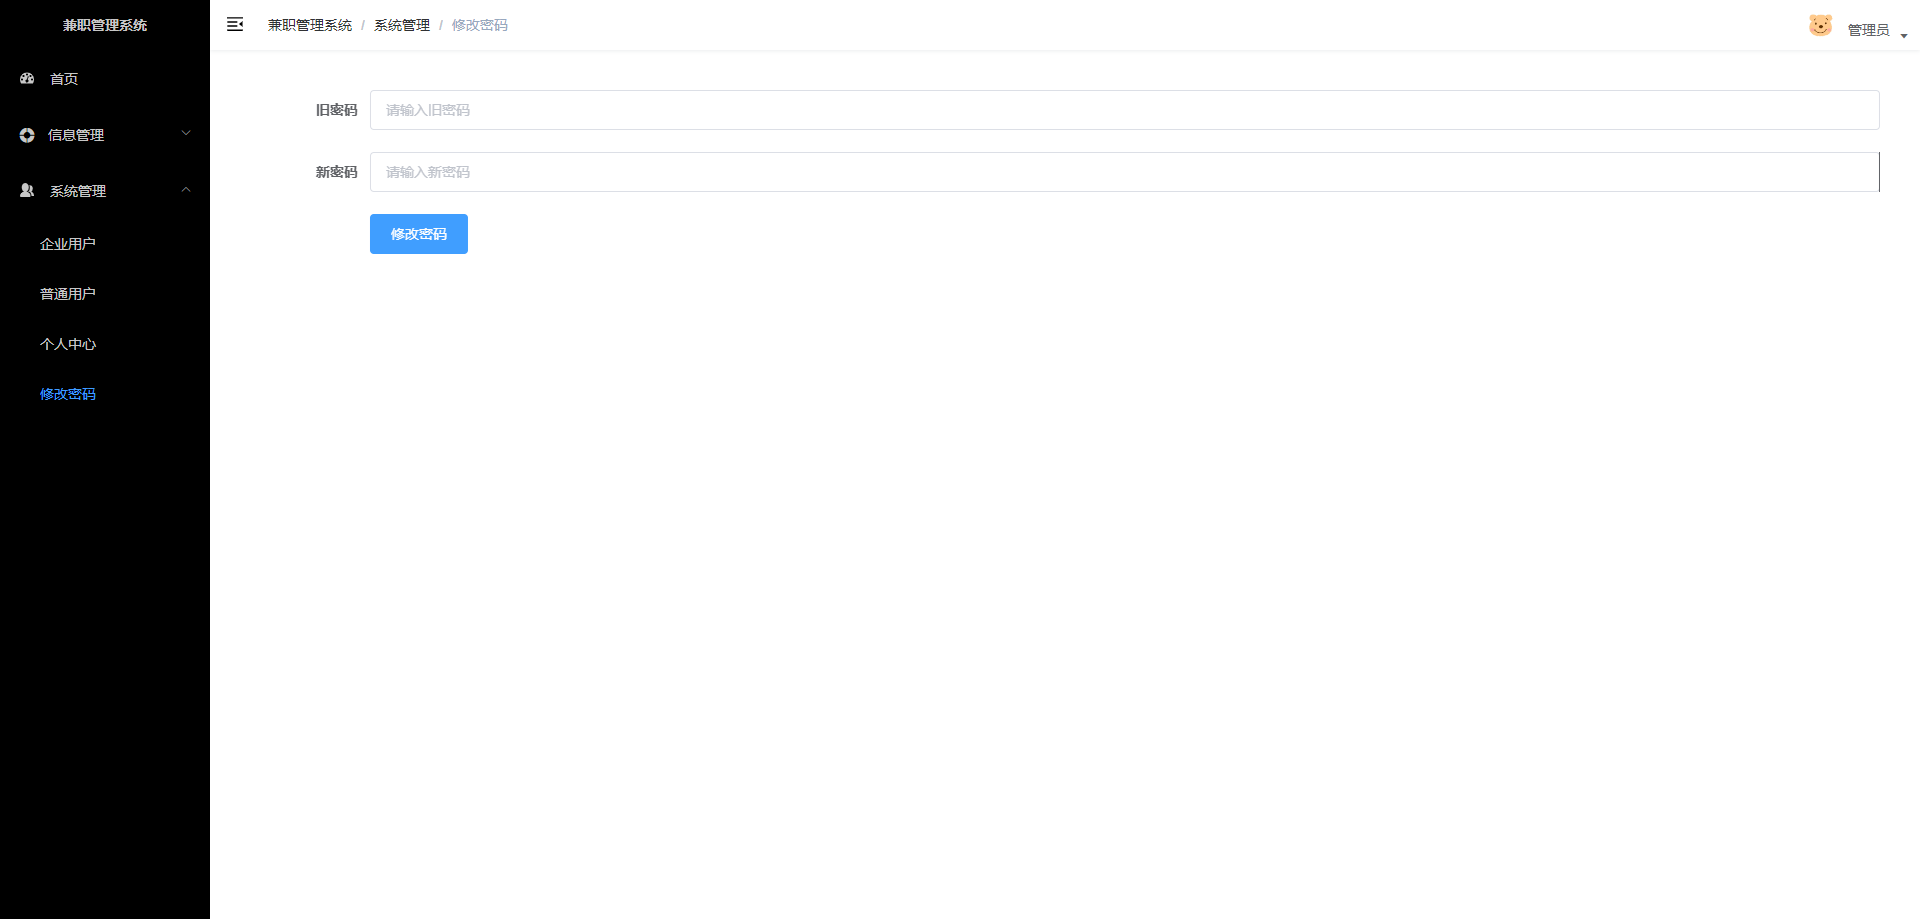 兼职管理系统
首页
信息管理
系统管理
企业用户
普通用户
个人中心
修改密码
兼职管理系统 / 系统管理 / 修改密码
管理员
旧密码 请输入旧密码
新密码 请输入新密码
修改密码